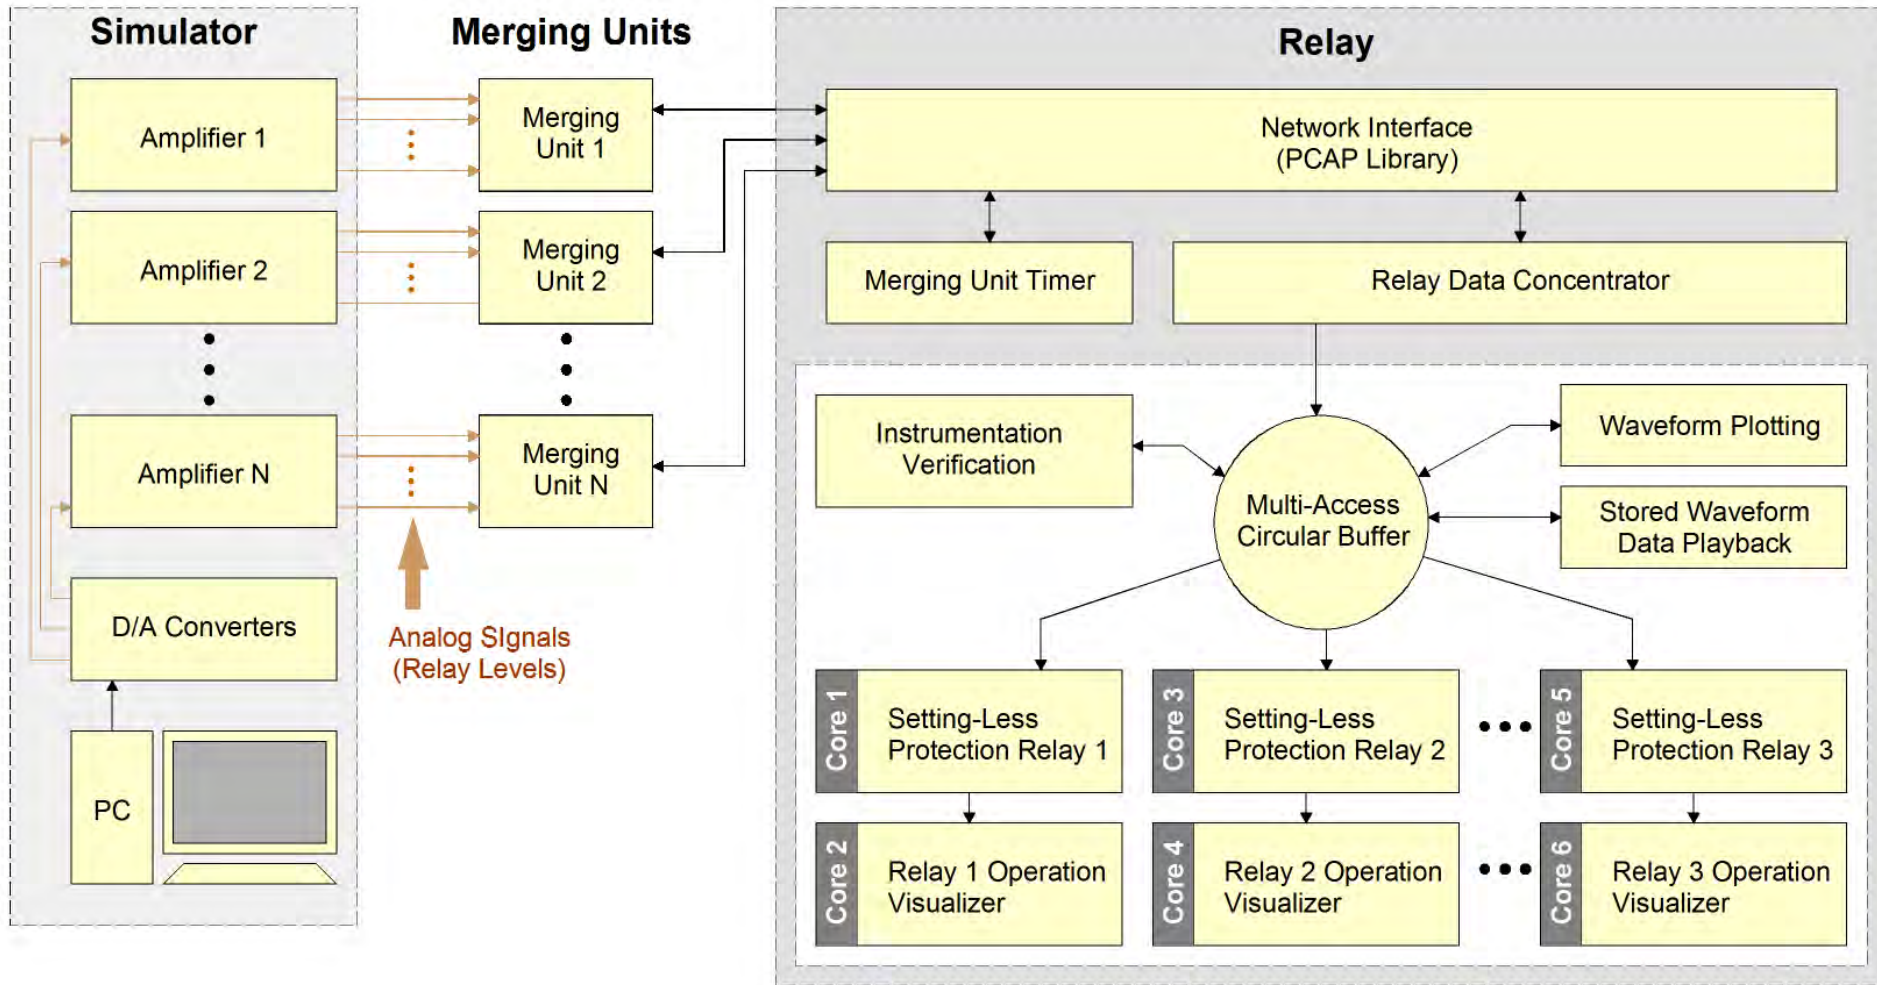 Simulator
Amplifier 1
Amplifier 2
Amplifier N
D/A Converters
PC
Merging Units
Merging
Unit 1
Merging
Unit 2
Merging
Unit N
Analog SIgnals
(Relay Levels)
Relay
Network Interface
(PCAP Library)
Merging Unit Timer
Relay Data Concentrator
Instrumentation
Verification
Multi-Access
Circular Buffer
Waveform Plotting
Stored Waveform
Data Playback
Core 1
Setting-Less
Protection Relay 1
Core 3
Setting-Less
Protection Relay 2
Core 5
Setting-Less
Protection Relay 3
Core 2
Relay 1 Operation
Visualizer
Core 4
Relay 2 Operation
Visualizer
Core 6
Relay 3 Operation
Visualizer